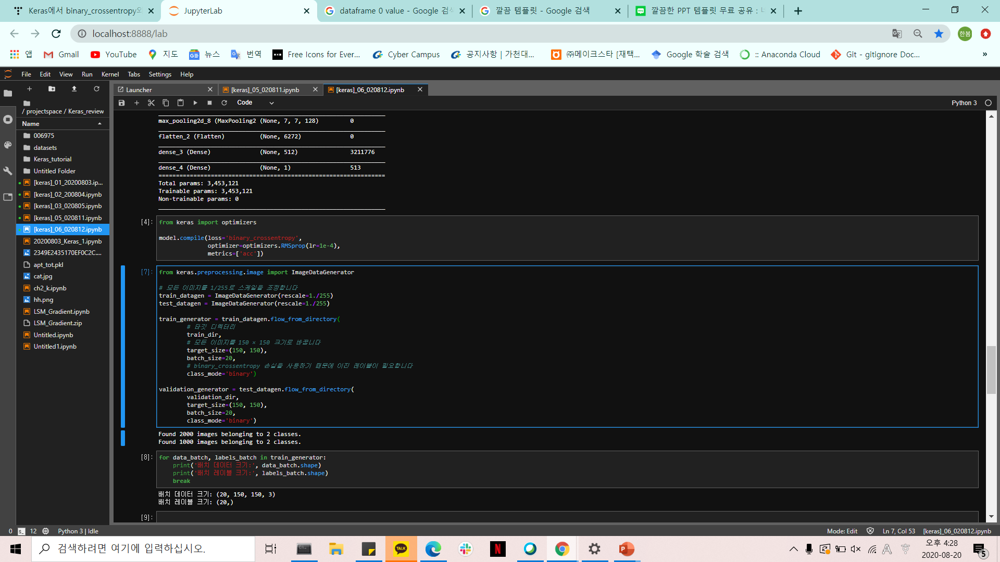 Keras에서 binary_crossentropy와
JupyterLab
dataframe 0 value - Google 검색
깔끔 템플릿 - Google 검색
깔끔한 PPT 템플릿 무료 공유 :
localhost:8888/lab
한봄
앱
Gmail
YouTube
지도
뉴스
번역
Free Icons for Ever...
Cyber Campus
공지사항 | 가천대...
㈜메이크스타 [재택...
Google 학술 검색
:: Anaconda Cloud
Git - gitignore Doc...
»
File Edit View Run Kernel Tabs Settings Help
/ projectspace / Keras_review
Name
006975
datasets
Keras_tutorial
Untitled Folder
[keras]_01_20200803.ip...
[keras]_02_200804.ipynb
[keras]_03_020805.ipynb
[keras]_05_020811.ipynb
[keras]_06_020812.ipynb
20200803_Keras_1.ipynb
2349E2435170EF0C2C....
apt_tot.pkl
cat.jpg
ch2_k.ipynb
hh.png
LSM_Gradient.ipynb
LSM_Gradient.zip
Untitled.ipynb
Untitled1.ipynb
Launcher
[keras]_05_020811.ipynb
[keras]_06_020812.ipynb
Code
Python 3
max_pooling2d_8 (MaxPooling2 (None, 7, 7, 128) 0
flatten_2 (Flatten) (None, 6272) 0
dense_3 (Dense) (None, 512) 3211776
dense_4 (Dense) (None, 1) 513
=================================================================
Total params: 3,453,121
Trainable params: 3,453,121
Non-trainable params: 0
[4]:
from keras import optimizers
model.compile(loss='binary_crossentropy',
optimizer=optimizers.RMSprop(lr=1e-4),
metrics=['acc'])
[7]:
from keras.preprocessing.image import ImageDataGenerator
# 모든 이미지를 1/255로 스케일을 조정합니다
train_datagen = ImageDataGenerator(rescale=1./255)
test_datagen = ImageDataGenerator(rescale=1./255)
train_generator = train_datagen.flow_from_directory(
# 타깃 디렉터리
train_dir,
# 모든 이미지를 150 × 150 크기로 바꿉니다
target_size=(150, 150),
batch_size=20,
# binary_crossentropy 손실을 사용하기 때문에 이진 레이블이 필요합니다
class_mode='binary')
validation_generator = test_datagen.flow_from_directory(
validation_dir,
target_size=(150, 150),
batch_size=20,
class_mode='binary')
Found 2000 images belonging to 2 classes.
Found 1000 images belonging to 2 classes.
[8]:
for data_batch, labels_batch in train_generator:
print('배치 데이터 크기:', data_batch.shape)
print('배치 레이블 크기:', labels_batch.shape)
break
배치 데이터 크기: (20, 150, 150, 3)
배치 레이블 크기: (20,)
[9]:
0 12 Python 3 | Idle
Mode: Edit Ln 7, Col 53 [keras]_06_020812.ipynb
검색하려면 여기에 입력하십시오.
TALK
오후 4:28
2020-08-20
5